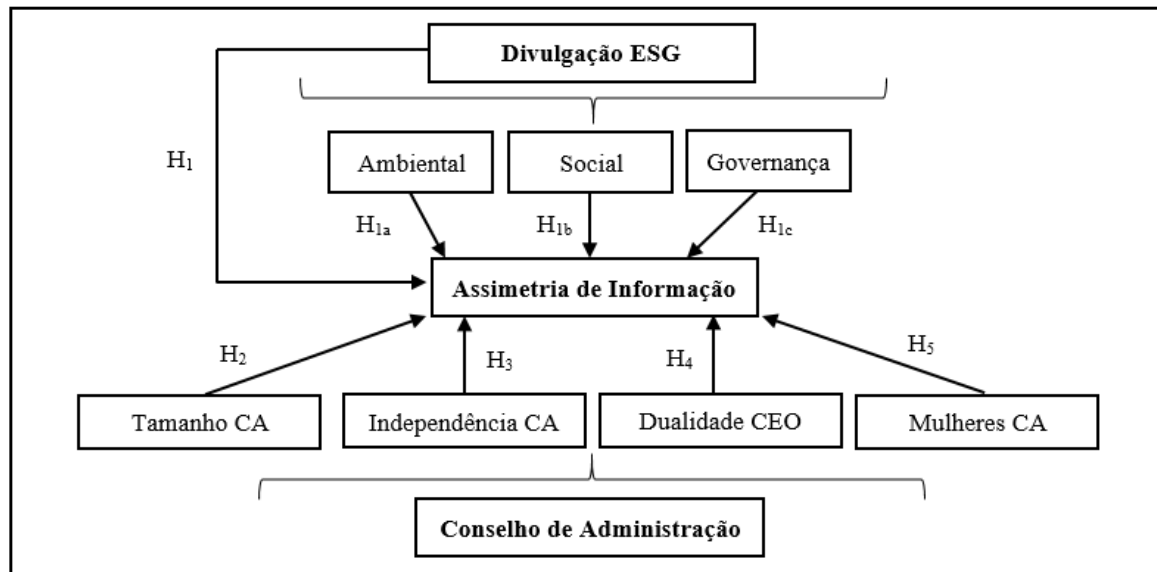 Divulgação ESG
H1
Ambiental
Social
Governança
H1a
H1b
H1c
Assimetria de Informação
H2
H3
H4
H5
Tamanho CA
Independência CA
Dualidade CEO
Mulheres CA
Conselho de Administração